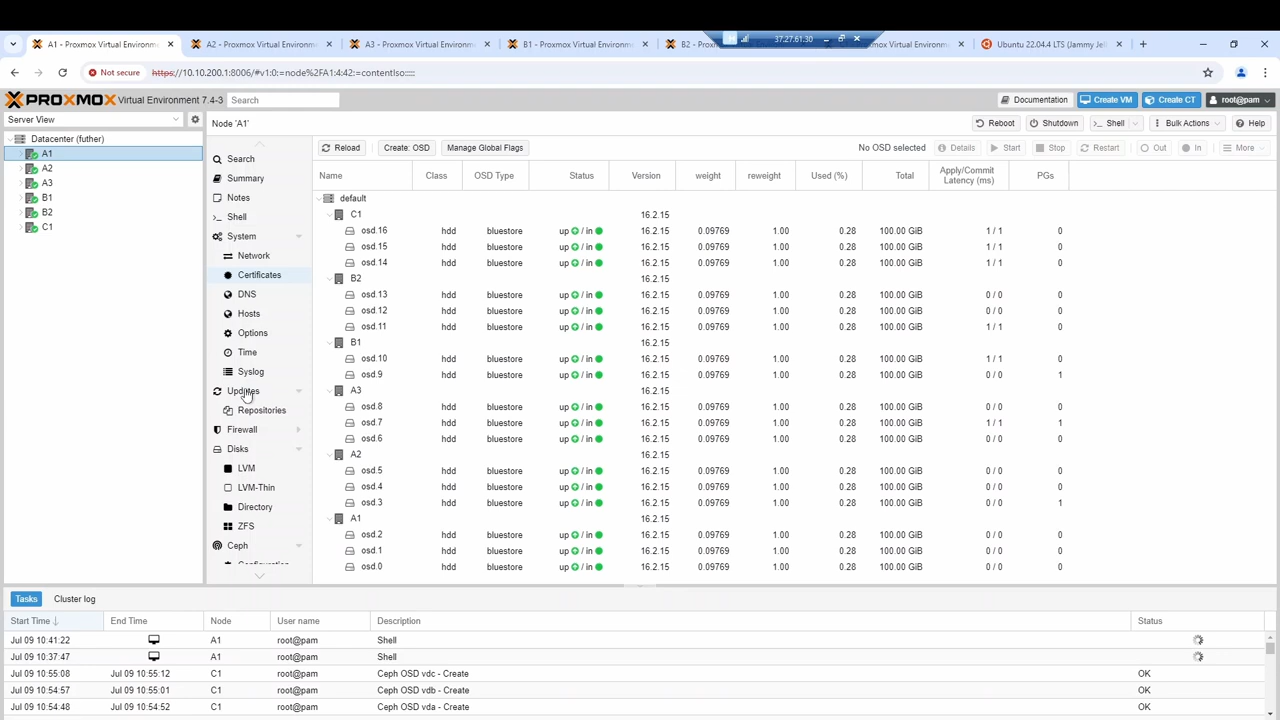 A1 - Proxmox Virtual Environm
A2 - Proxmox Virtual Environm
A3 - Proxmox Virtual Environm
B1 - Proxmox Virtual Environm
B2 - Proxmox
37.27.61.30
Proxmox Virtual Environm
Ubuntu 22.04.4 LTS (Jammy Jell
Not secure https://10.10.200.1:8006/#v1:0:=node%2FA1:4:42:=contentIso:::::
PROXMOX Virtual Environment 7.4-3 Search Documentation Create VM Create CT root@pam
Server View Node 'A1' Reboot Shutdown >_ Shell Bulk Actions Help
Datacenter (futher)
A1
A2
A3
B1
B2
C1
Search
Summary
Notes
>_ Shell
System
Network
Certificates
DNS
Hosts
Options
Time
Syslog
Updates
Repositories
Firewall
Disks
LVM
LVM-Thin
Directory
ZFS
Ceph
Configuration
Reload Create: OSD Manage Global Flags No OSD selected Details Start Stop Restart Out In More
Name Class OSD Type Status Version weight reweight Used (%) Total Apply/Commit Latency (ms) PGs
default
C1 16.2.15
osd.16 hdd bluestore up / in 16.2.15 0.09769 1.00 0.28 100.00 GiB 1 / 1 0
osd.15 hdd bluestore up / in 16.2.15 0.09769 1.00 0.28 100.00 GiB 1 / 1 0
osd.14 hdd bluestore up / in 16.2.15 0.09769 1.00 0.28 100.00 GiB 1 / 1 0
B2 16.2.15
osd.13 hdd bluestore up / in 16.2.15 0.09769 1.00 0.28 100.00 GiB 0 / 0 0
osd.12 hdd bluestore up / in 16.2.15 0.09769 1.00 0.28 100.00 GiB 0 / 0 0
osd.11 hdd bluestore up / in 16.2.15 0.09769 1.00 0.28 100.00 GiB 1 / 1 0
B1 16.2.15
osd.10 hdd bluestore up / in 16.2.15 0.09769 1.00 0.28 100.00 GiB 1 / 1 0
osd.9 hdd bluestore up / in 16.2.15 0.09769 1.00 0.28 100.00 GiB 0 / 0 1
A3 16.2.15
osd.8 hdd bluestore up / in 16.2.15 0.09769 1.00 0.28 100.00 GiB 0 / 0 0
osd.7 hdd bluestore up / in 16.2.15 0.09769 1.00 0.28 100.00 GiB 1 / 1 1
osd.6 hdd bluestore up / in 16.2.15 0.09769 1.00 0.28 100.00 GiB 0 / 0 0
A2 16.2.15
osd.5 hdd bluestore up / in 16.2.15 0.09769 1.00 0.28 100.00 GiB 0 / 0 0
osd.4 hdd bluestore up / in 16.2.15 0.09769 1.00 0.28 100.00 GiB 0 / 0 0
osd.3 hdd bluestore up / in 16.2.15 0.09769 1.00 0.28 100.00 GiB 0 / 0 1
A1 16.2.15
osd.2 hdd bluestore up / in 16.2.15 0.09769 1.00 0.28 100.00 GiB 0 / 0 0
osd.1 hdd bluestore up / in 16.2.15 0.09769 1.00 0.28 100.00 GiB 0 / 0 0
osd.0 hdd bluestore up / in 16.2.15 0.09769 1.00 0.28 100.00 GiB 0 / 0 0
Tasks Cluster log
Start Time End Time Node User name Description Status
Jul 09 10:41:22 A1 root@pam Shell
Jul 09 10:37:47 A1 root@pam Shell
Jul 09 10:55:08 Jul 09 10:55:12 C1 root@pam Ceph OSD vdc - Create OK
Jul 09 10:54:57 Jul 09 10:55:01 C1 root@pam Ceph OSD vdb - Create OK
Jul 09 10:54:48 Jul 09 10:54:52 C1 root@pam Ceph OSD vda - Create OK